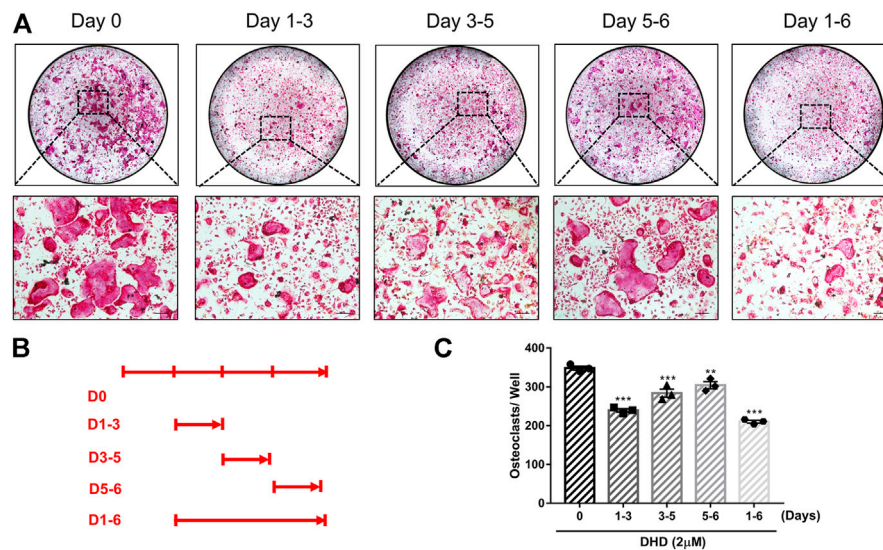 A
Day 0 Day 1-3 Day 3-5 Day 5-6 Day 1-6
B
D0
D1-3
D3-5
D5-6
D1-6
C
Osteoclasts/ Well
400
300
200
100
0
*** *** ** ***
0 1-3 3-5 5-6 1-6 (Days)
DHD (2μM)